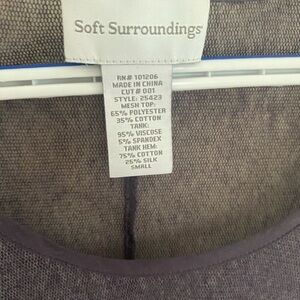 Soft Surroundings®
RN# 101206
MADE IN CHINA
CUT# 001
STYLE: 25423
MESH TOP:
65% POLYESTER
35% COTTON
TANK:
95% VISCOSE
5% SPANDEX
TANK HEM:
75% COTTON
25% SILK
SMALL